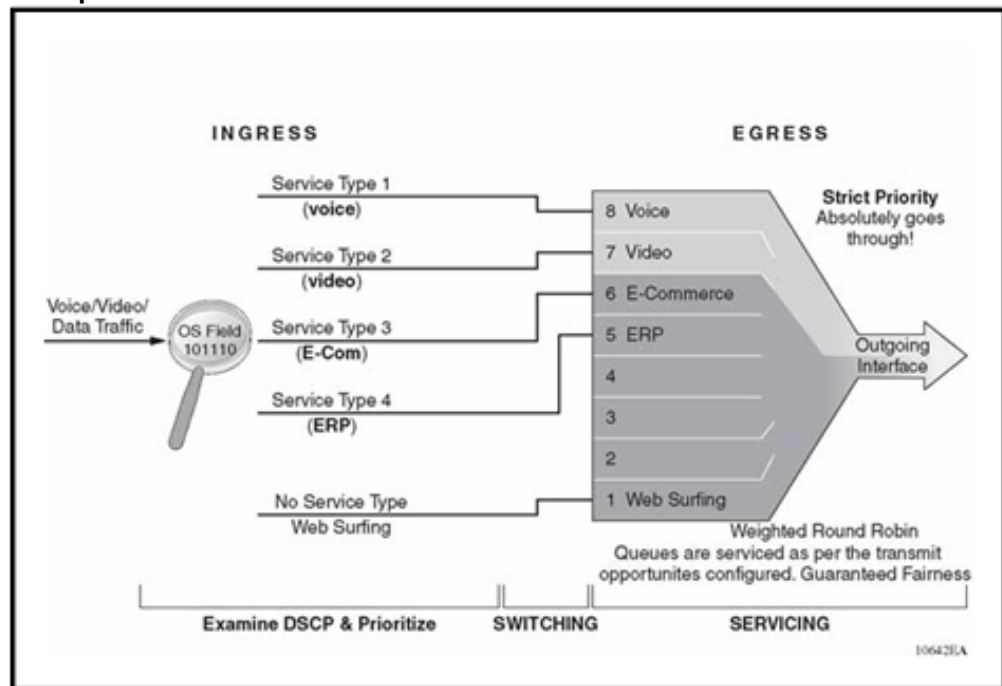 INGRESS
EGRESS
Service Type 1
(voice)
Service Type 2
(video)
Service Type 3
(E-Com)
Service Type 4
(ERP)
No Service Type
Web Surfing
Voice/Video/
Data Traffic
OS Field
101110
8 Voice
7 Video
6 E-Commerce
5 ERP
4
3
2
1 Web Surfing
Strict Priority
Absolutely goes
through!
Outgoing
Interface
Weighted Round Robin
Queues are serviced as per the transmit
opportunites configured. Guaranteed Fairness
Examine DSCP & Prioritize
SWITCHING
SERVICING
10642EA